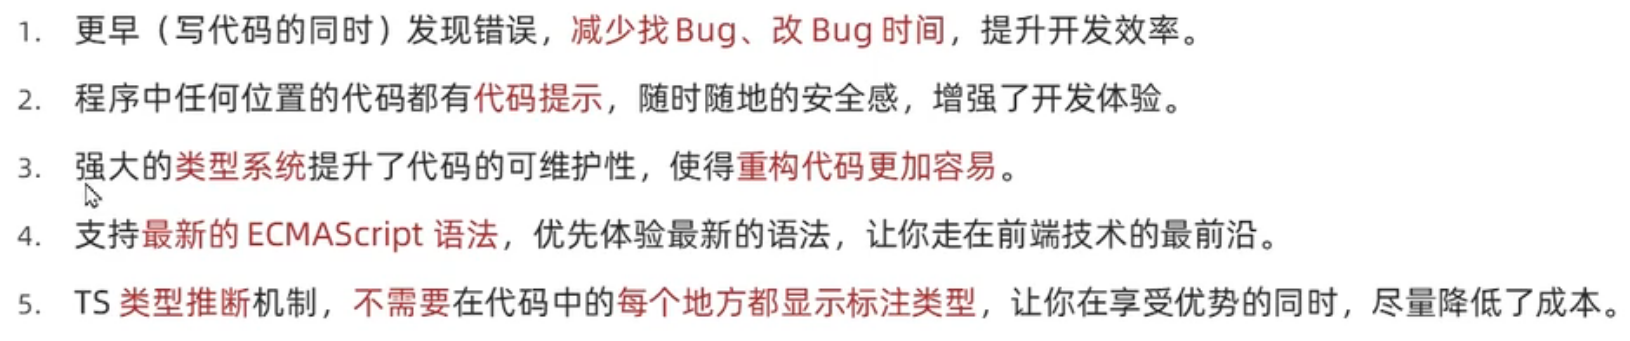 1. 更早（写代码的同时）发现错误，减少找 Bug、改 Bug 时间，提升开发效率。
2. 程序中任何位置的代码都有代码提示，随时随地的安全感，增强了开发体验。
3. 强大的类型系统提升了代码的可维护性，使得重构代码更加容易。
4. 支持最新的 ECMAScript 语法，优先体验最新的语法，让你走在前端技术的最前沿。
5. TS 类型推断机制，不需要在代码中的每个地方都显示标注类型，让你在享受优势的同时，尽量降低了成本。